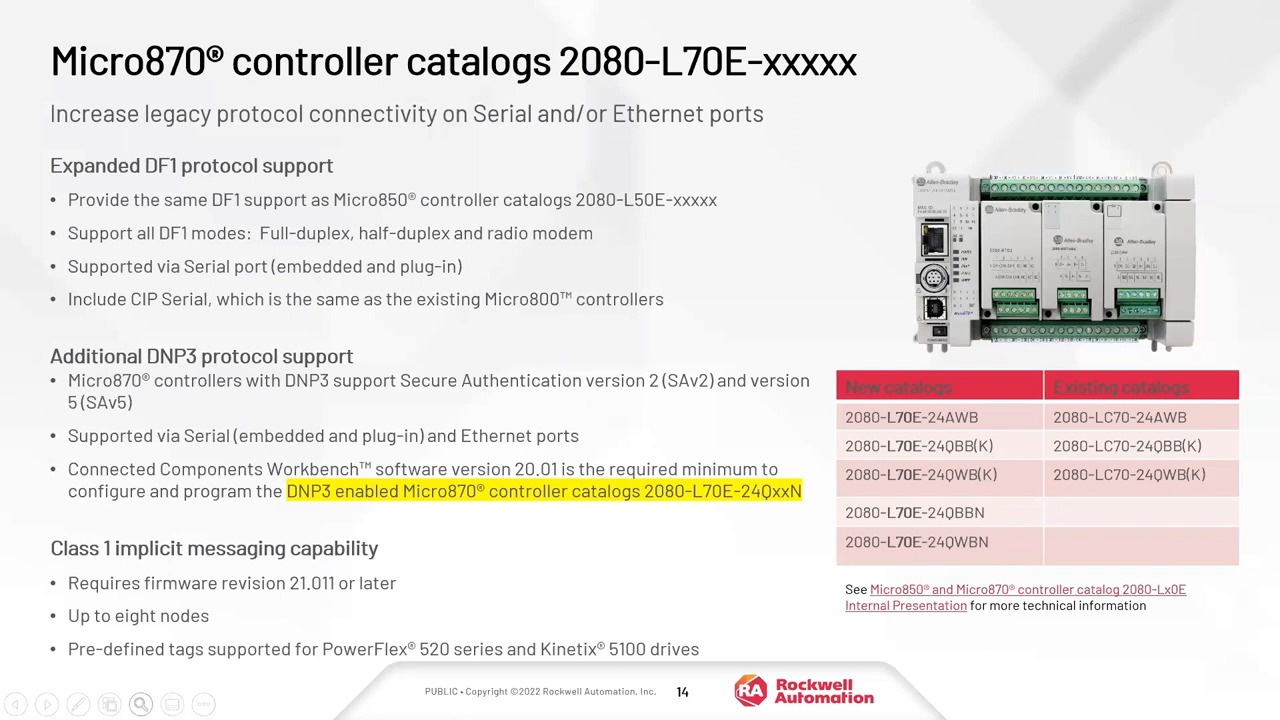 Micro870® controller catalogs 2080-L70E-xxxxx
Increase legacy protocol connectivity on Serial and/or Ethernet ports
Expanded DF1 protocol support
• Provide the same DF1 support as Micro850® controller catalogs 2080-L50E-xxxxx
• Support all DF1 modes: Full-duplex, half-duplex and radio modem
• Supported via Serial port (embedded and plug-in)
• Include CIP Serial, which is the same as the existing Micro800™ controllers
Additional DNP3 protocol support
• Micro870® controllers with DNP3 support Secure Authentication version 2 (SAv2) and version
5 (SAv5)
• Supported via Serial (embedded and plug-in) and Ethernet ports
• Connected Components Workbench™ software version 20.01 is the required minimum to
configure and program the DNP3 enabled Micro870® controller catalogs 2080-L70E-24QxxN
Class 1 implicit messaging capability
• Requires firmware revision 21.011 or later
• Up to eight nodes
• Pre-defined tags supported for PowerFlex® 520 series and Kinetix® 5100 drives
Allen-Bradley
Allen-Bradley
Allen-Bradley
Allen-Bradley
New catalogs Existing catalogs
2080-L70E-24AWB 2080-LC70-24AWB
2080-L70E-24QBB(K) 2080-LC70-24QBB(K)
2080-L70E-24QWB(K) 2080-LC70-24QWB(K)
2080-L70E-24QBBN
2080-L70E-24QWBN
See Micro850® and Micro870® controller catalog 2080-Lx0E
Internal Presentation for more technical information
PUBLIC • Copyright ©2022 Rockwell Automation, Inc. 14
RA Rockwell
Automation